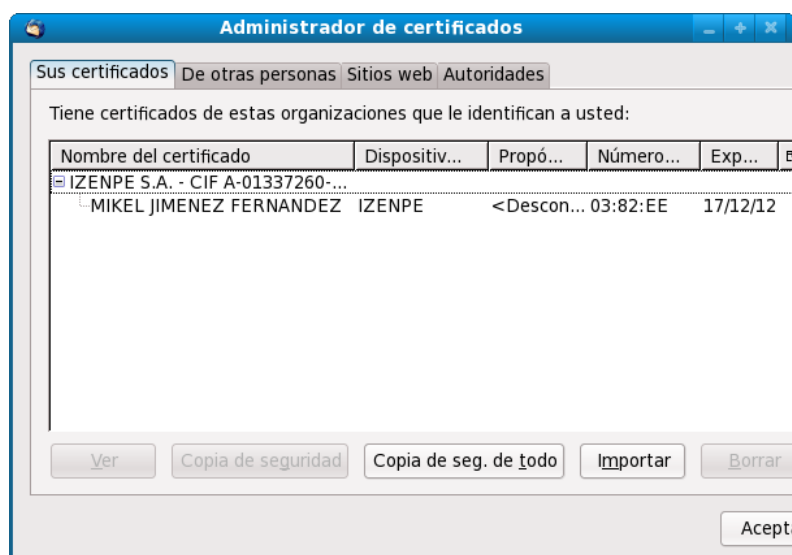 Administrador de certificados
Sus certificados De otras personas Sitios web Autoridades
Tiene certificados de estas organizaciones que le identifican a usted:
Nombre del certificado Dispositiv... Propó... Número... Exp...
IZENPE S.A. - CIF A-01337260-...
MIKEL JIMENEZ FERNANDEZ IZENPE <Descon... 03:82:EE 17/12/12
Ver Copia de seguridad Copia de seg. de todo Importar Borrar
Acept